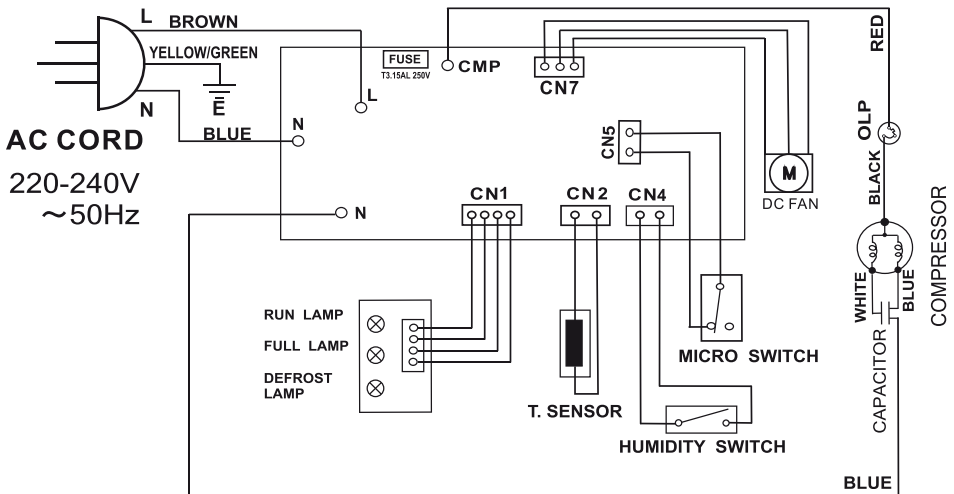 L
BROWN
YELLOW/GREEN
E
N
BLUE
AC CORD
220-240V
～50Hz
FUSE
T3.15AL 250V
CMP
L
N
N
CN7
CN5
CN1
CN2
CN4
M
DC FAN
RED
OLP
BLACK
COMPRESSOR
WHITE
BLUE
CAPACITOR
BLUE
RUN LAMP
FULL LAMP
DEFROST
LAMP
T. SENSOR
MICRO SWITCH
HUMIDITY SWITCH